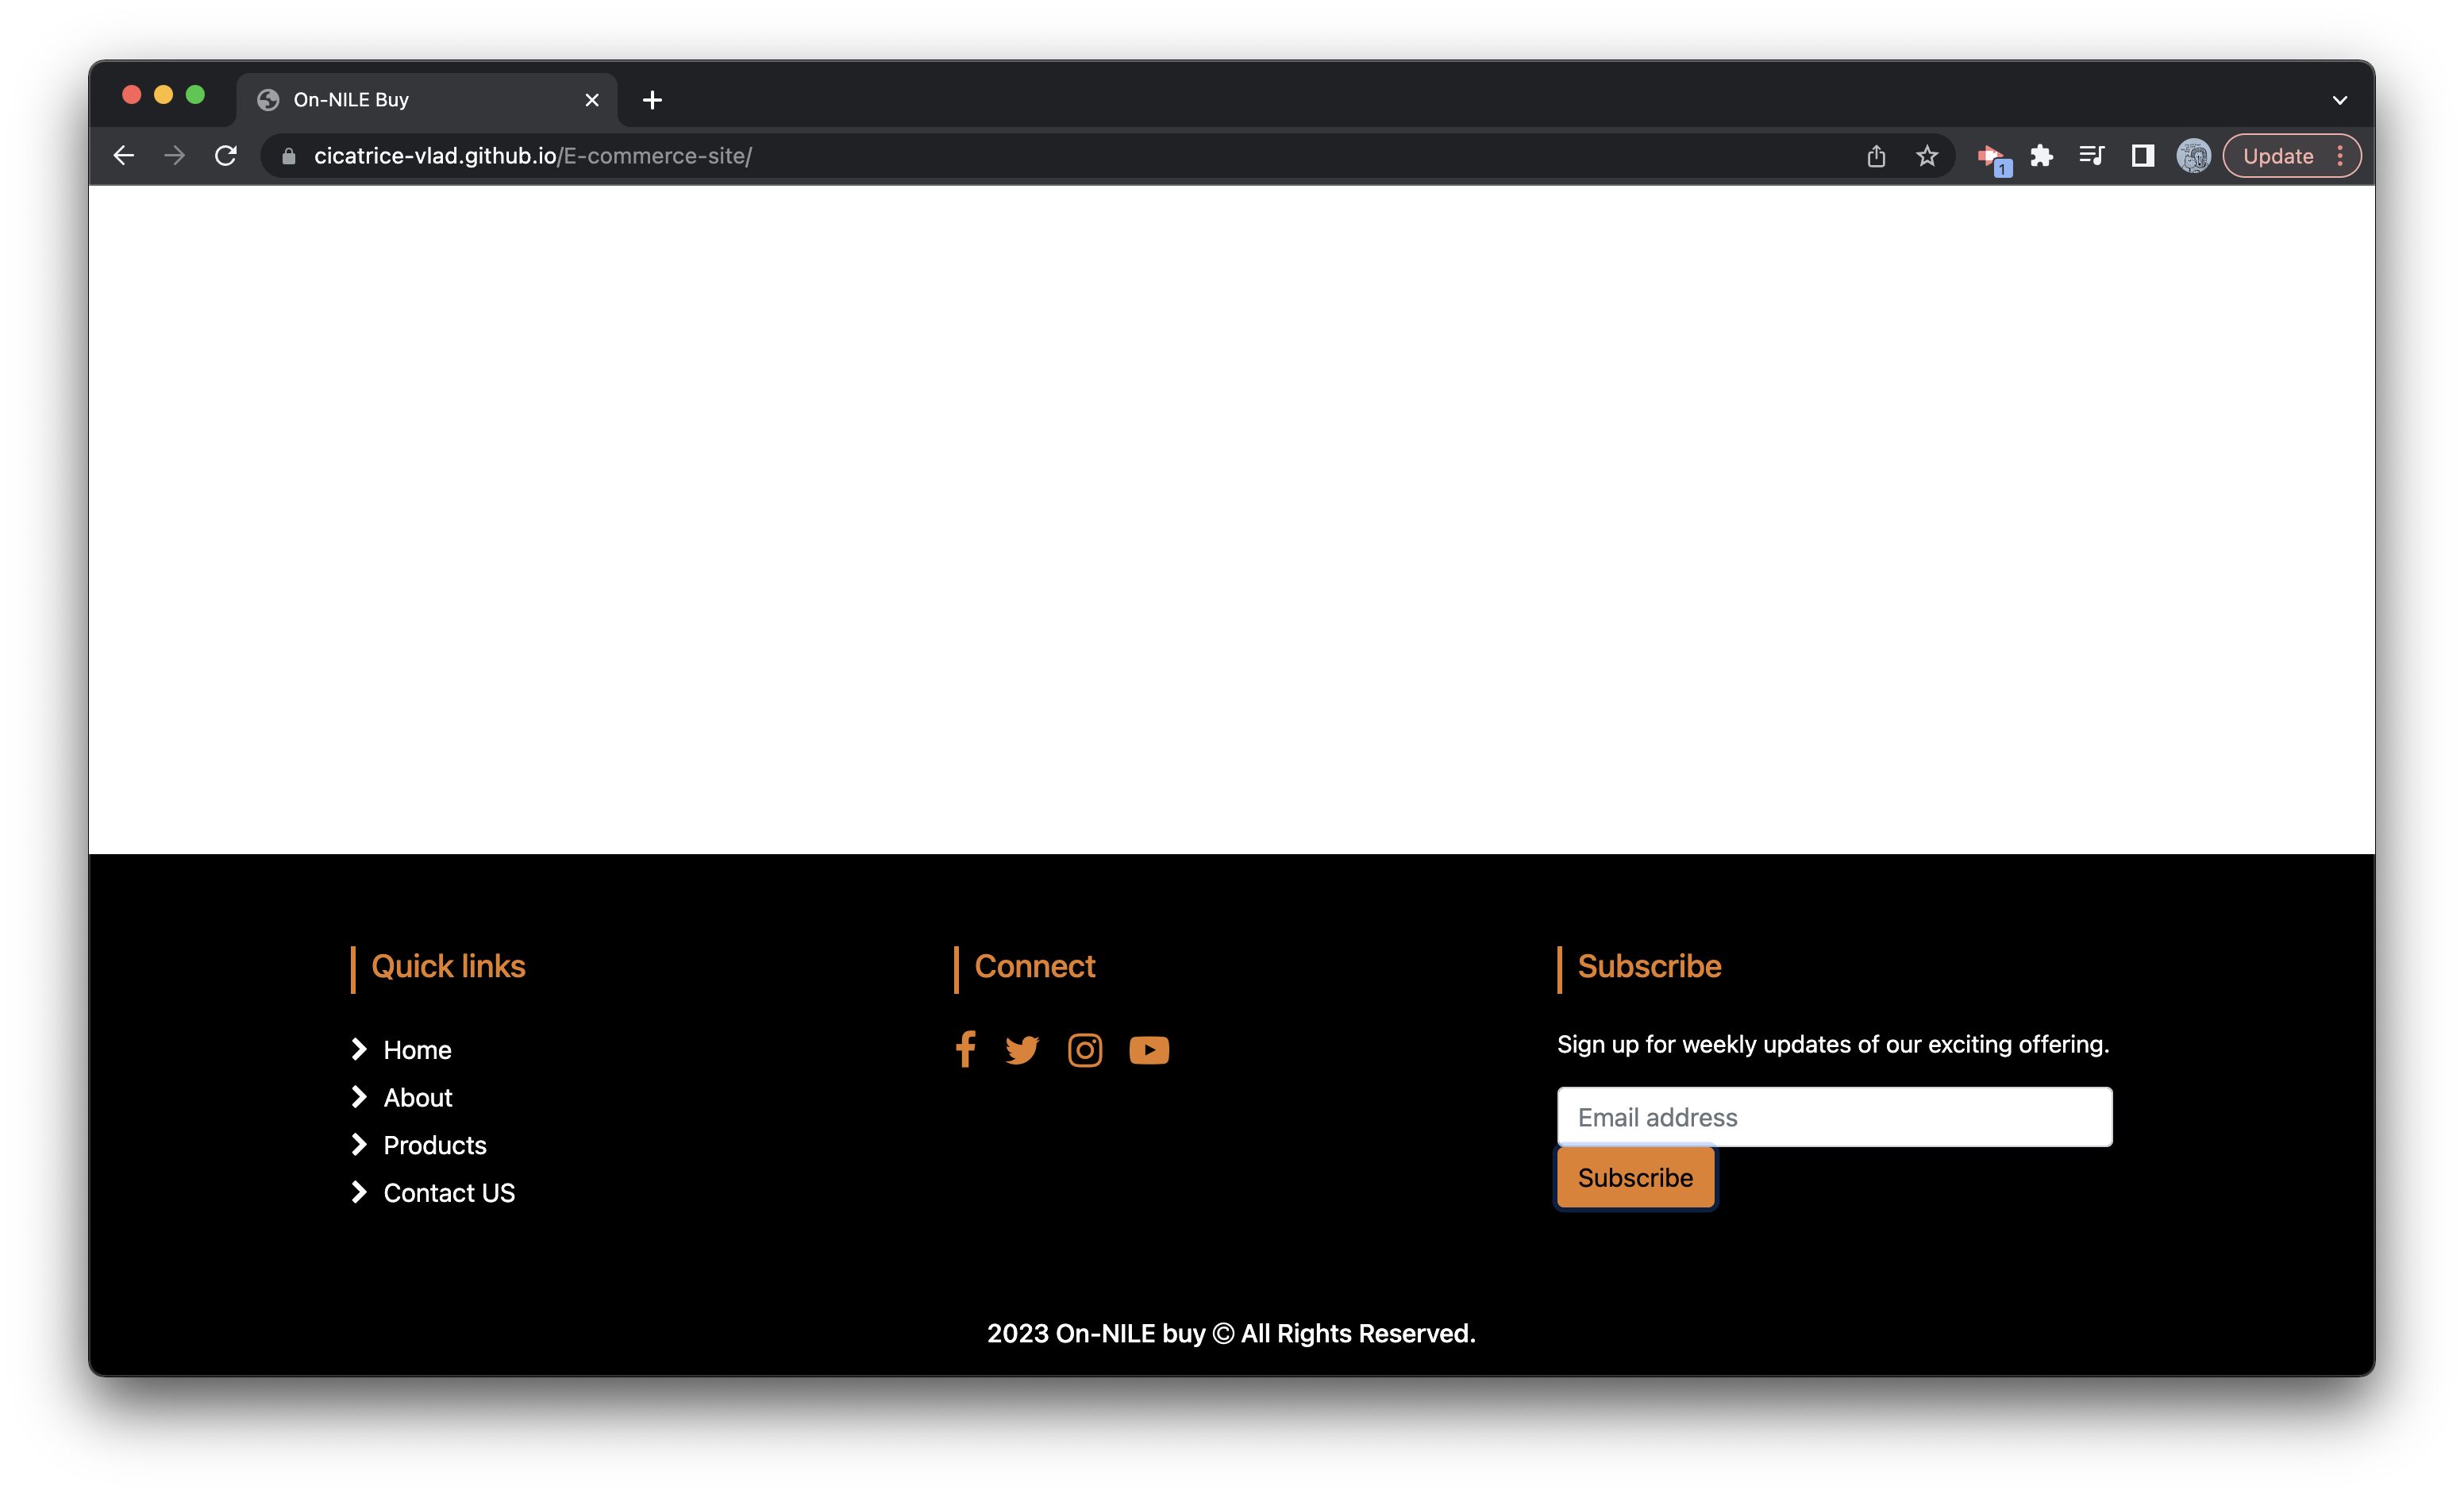 On-NILE Buy
cicatrice-vlad.github.io/E-commerce-site/
1
Update
Quick links
Home
About
Products
Contact US
Connect
Subscribe
Sign up for weekly updates of our exciting offering.
Email address
Subscribe
2023 On-NILE buy © All Rights Reserved.